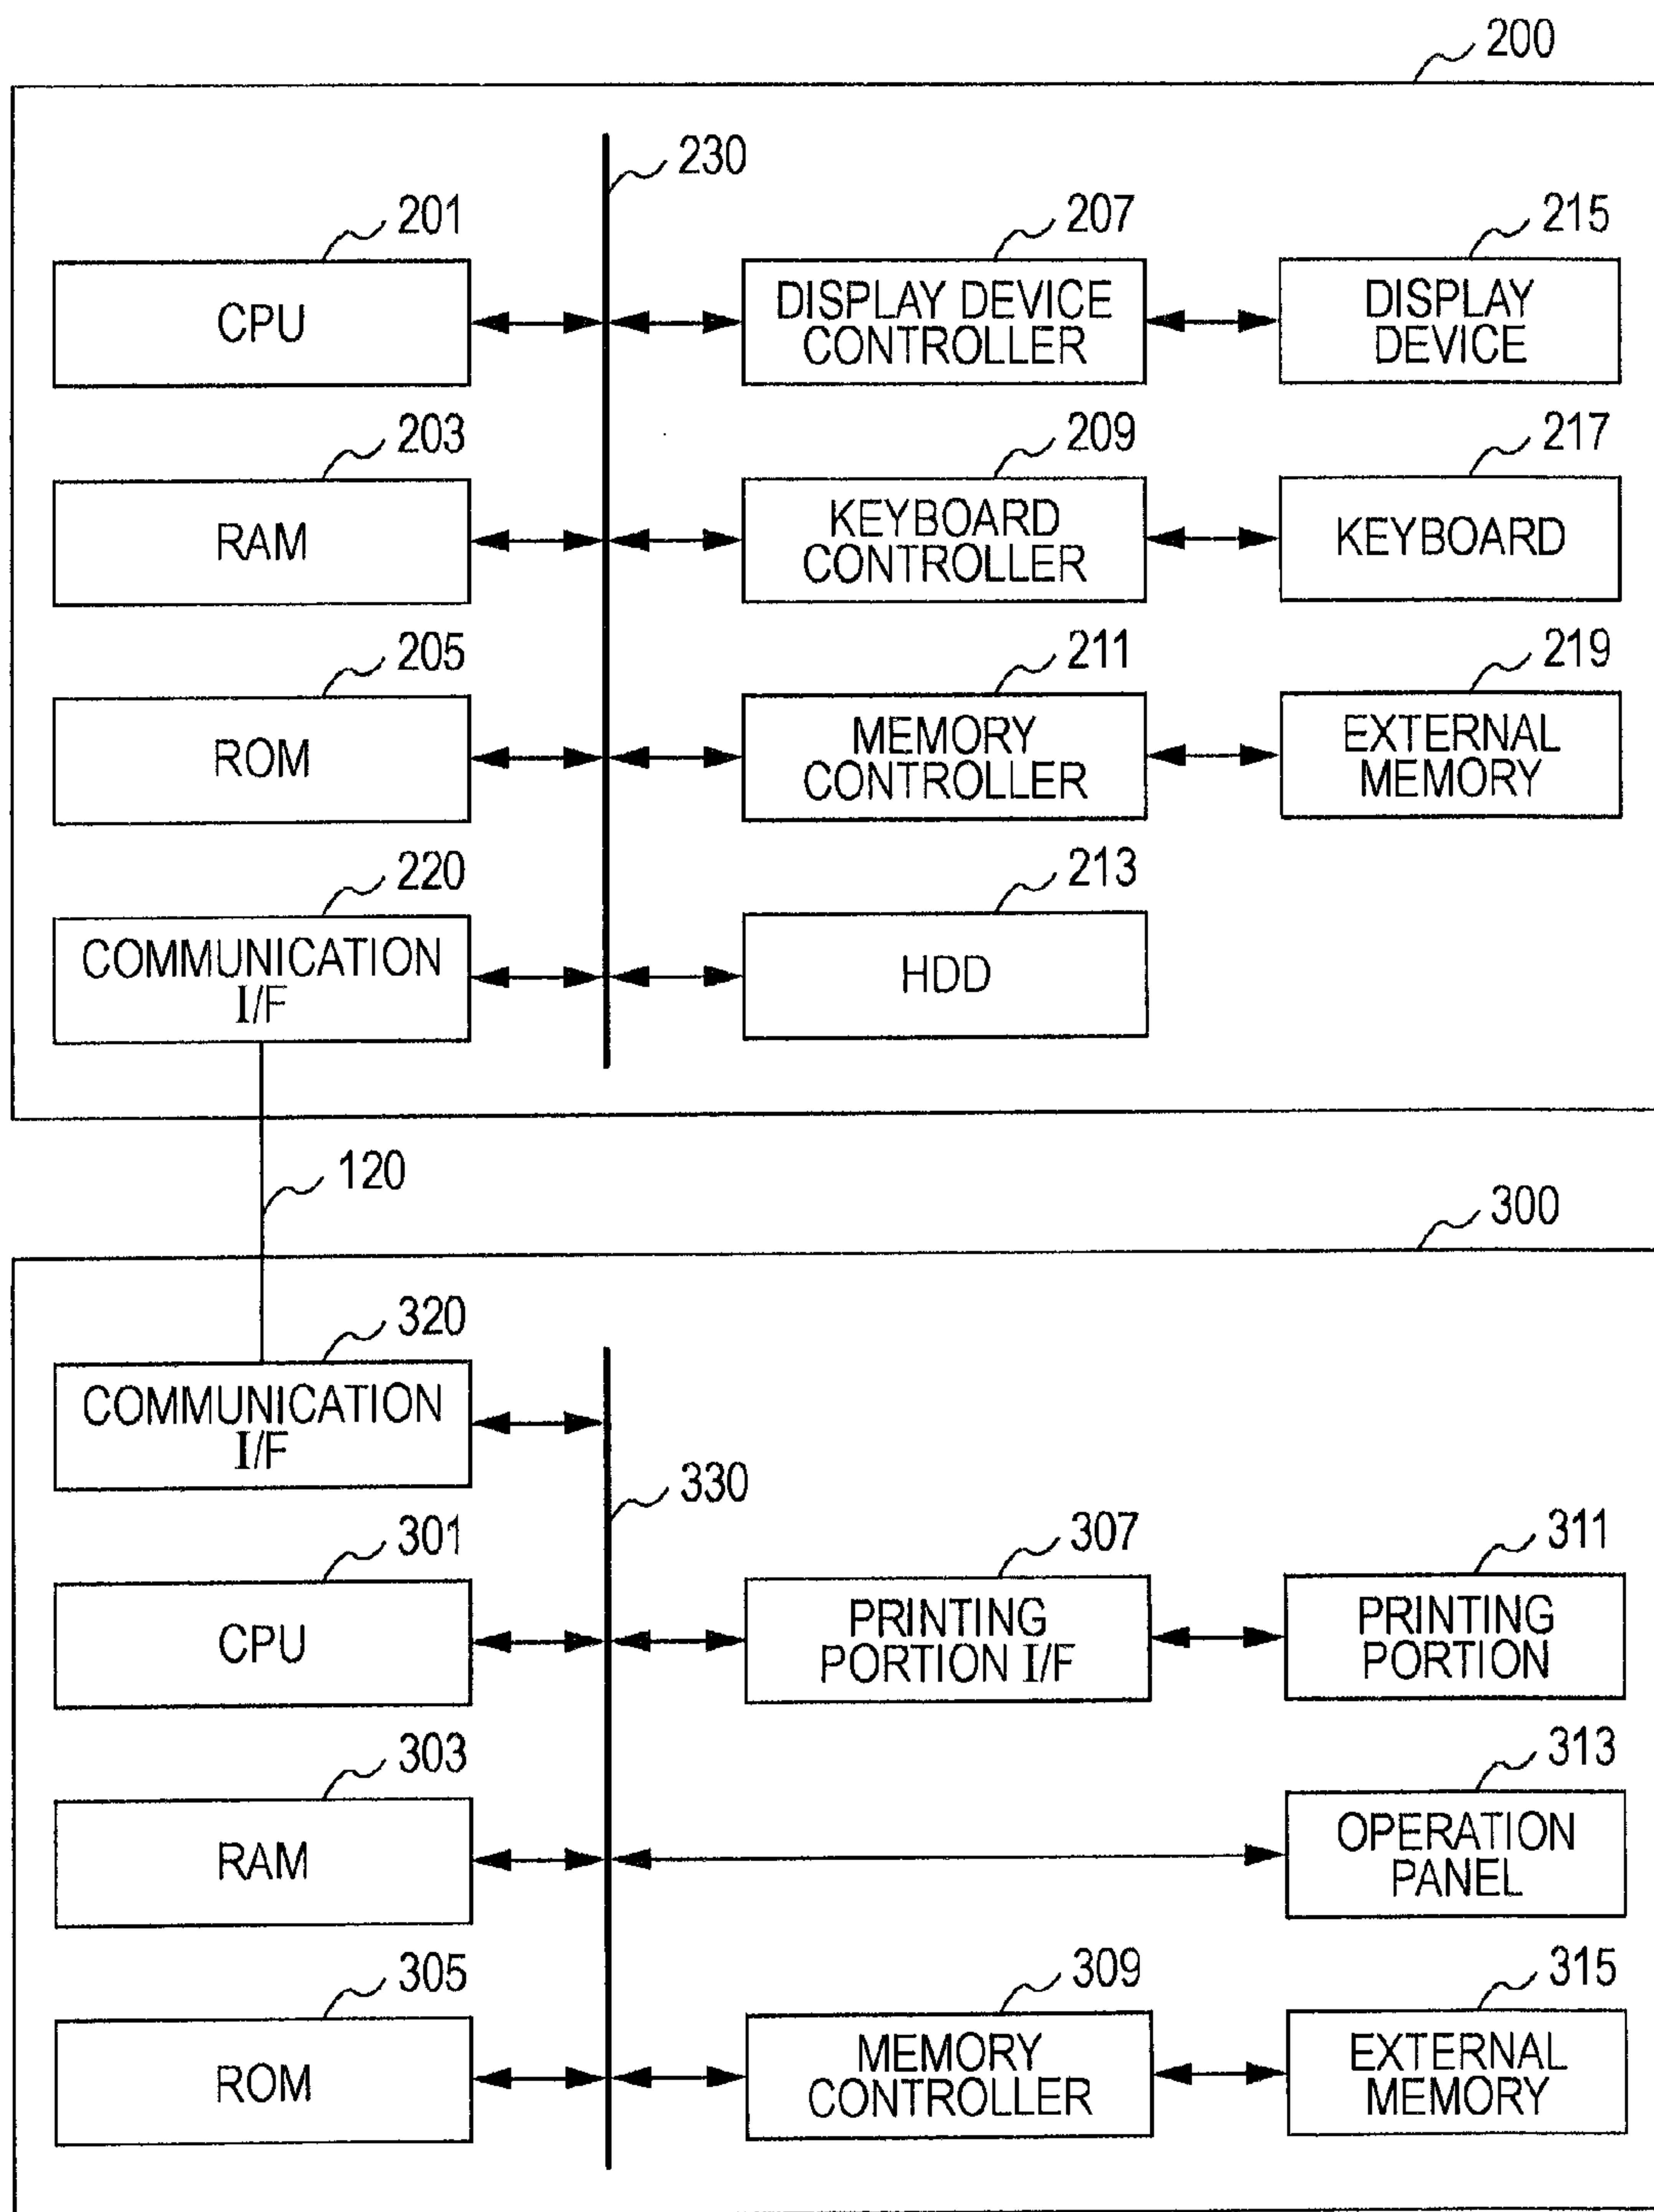 200
230
201
207
215
CPU
DISPLAY DEVICE
CONTROLLER
DISPLAY
DEVICE
203
209
217
RAM
KEYBOARD
CONTROLLER
KEYBOARD
205
211
219
ROM
MEMORY
CONTROLLER
EXTERNAL
MEMORY
220
213
COMMUNICATION
I/F
HDD
120
300
320
COMMUNICATION
I/F
330
301
307
311
CPU
PRINTING
PORTION I/F
PRINTING
PORTION
303
313
RAM
OPERATION
PANEL
305
309
315
ROM
MEMORY
CONTROLLER
EXTERNAL
MEMORY